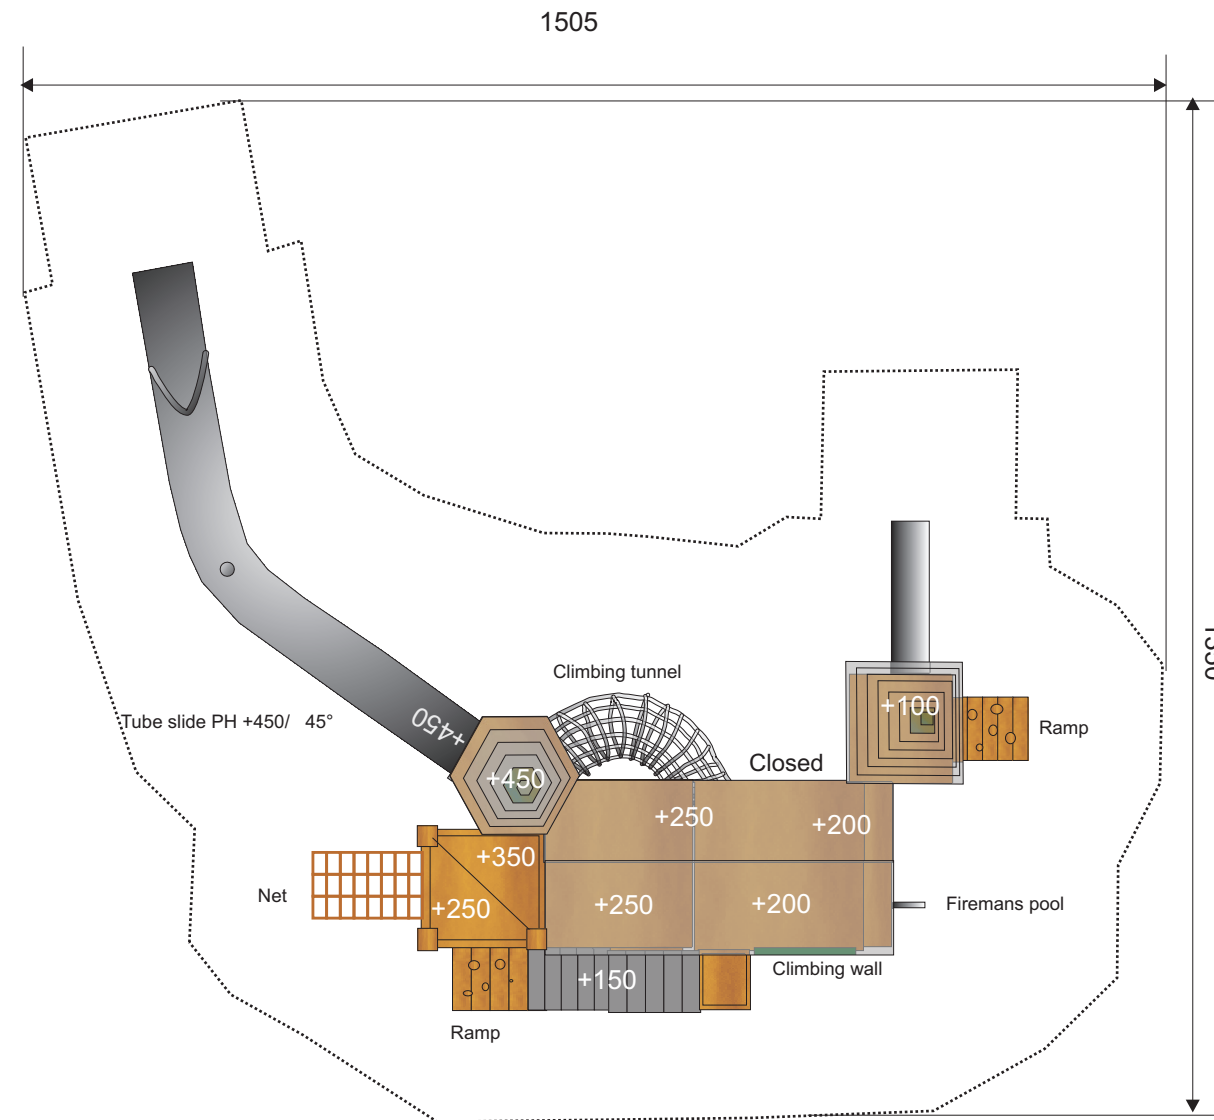 1505
Climbing tunnel
+450
Tube slide PH +450/ 45°
+100
Ramp
Closed
+450
+250
+200
+350
Net
+250
+250
+200
Firemans pool
Climbing wall
+150
Ramp